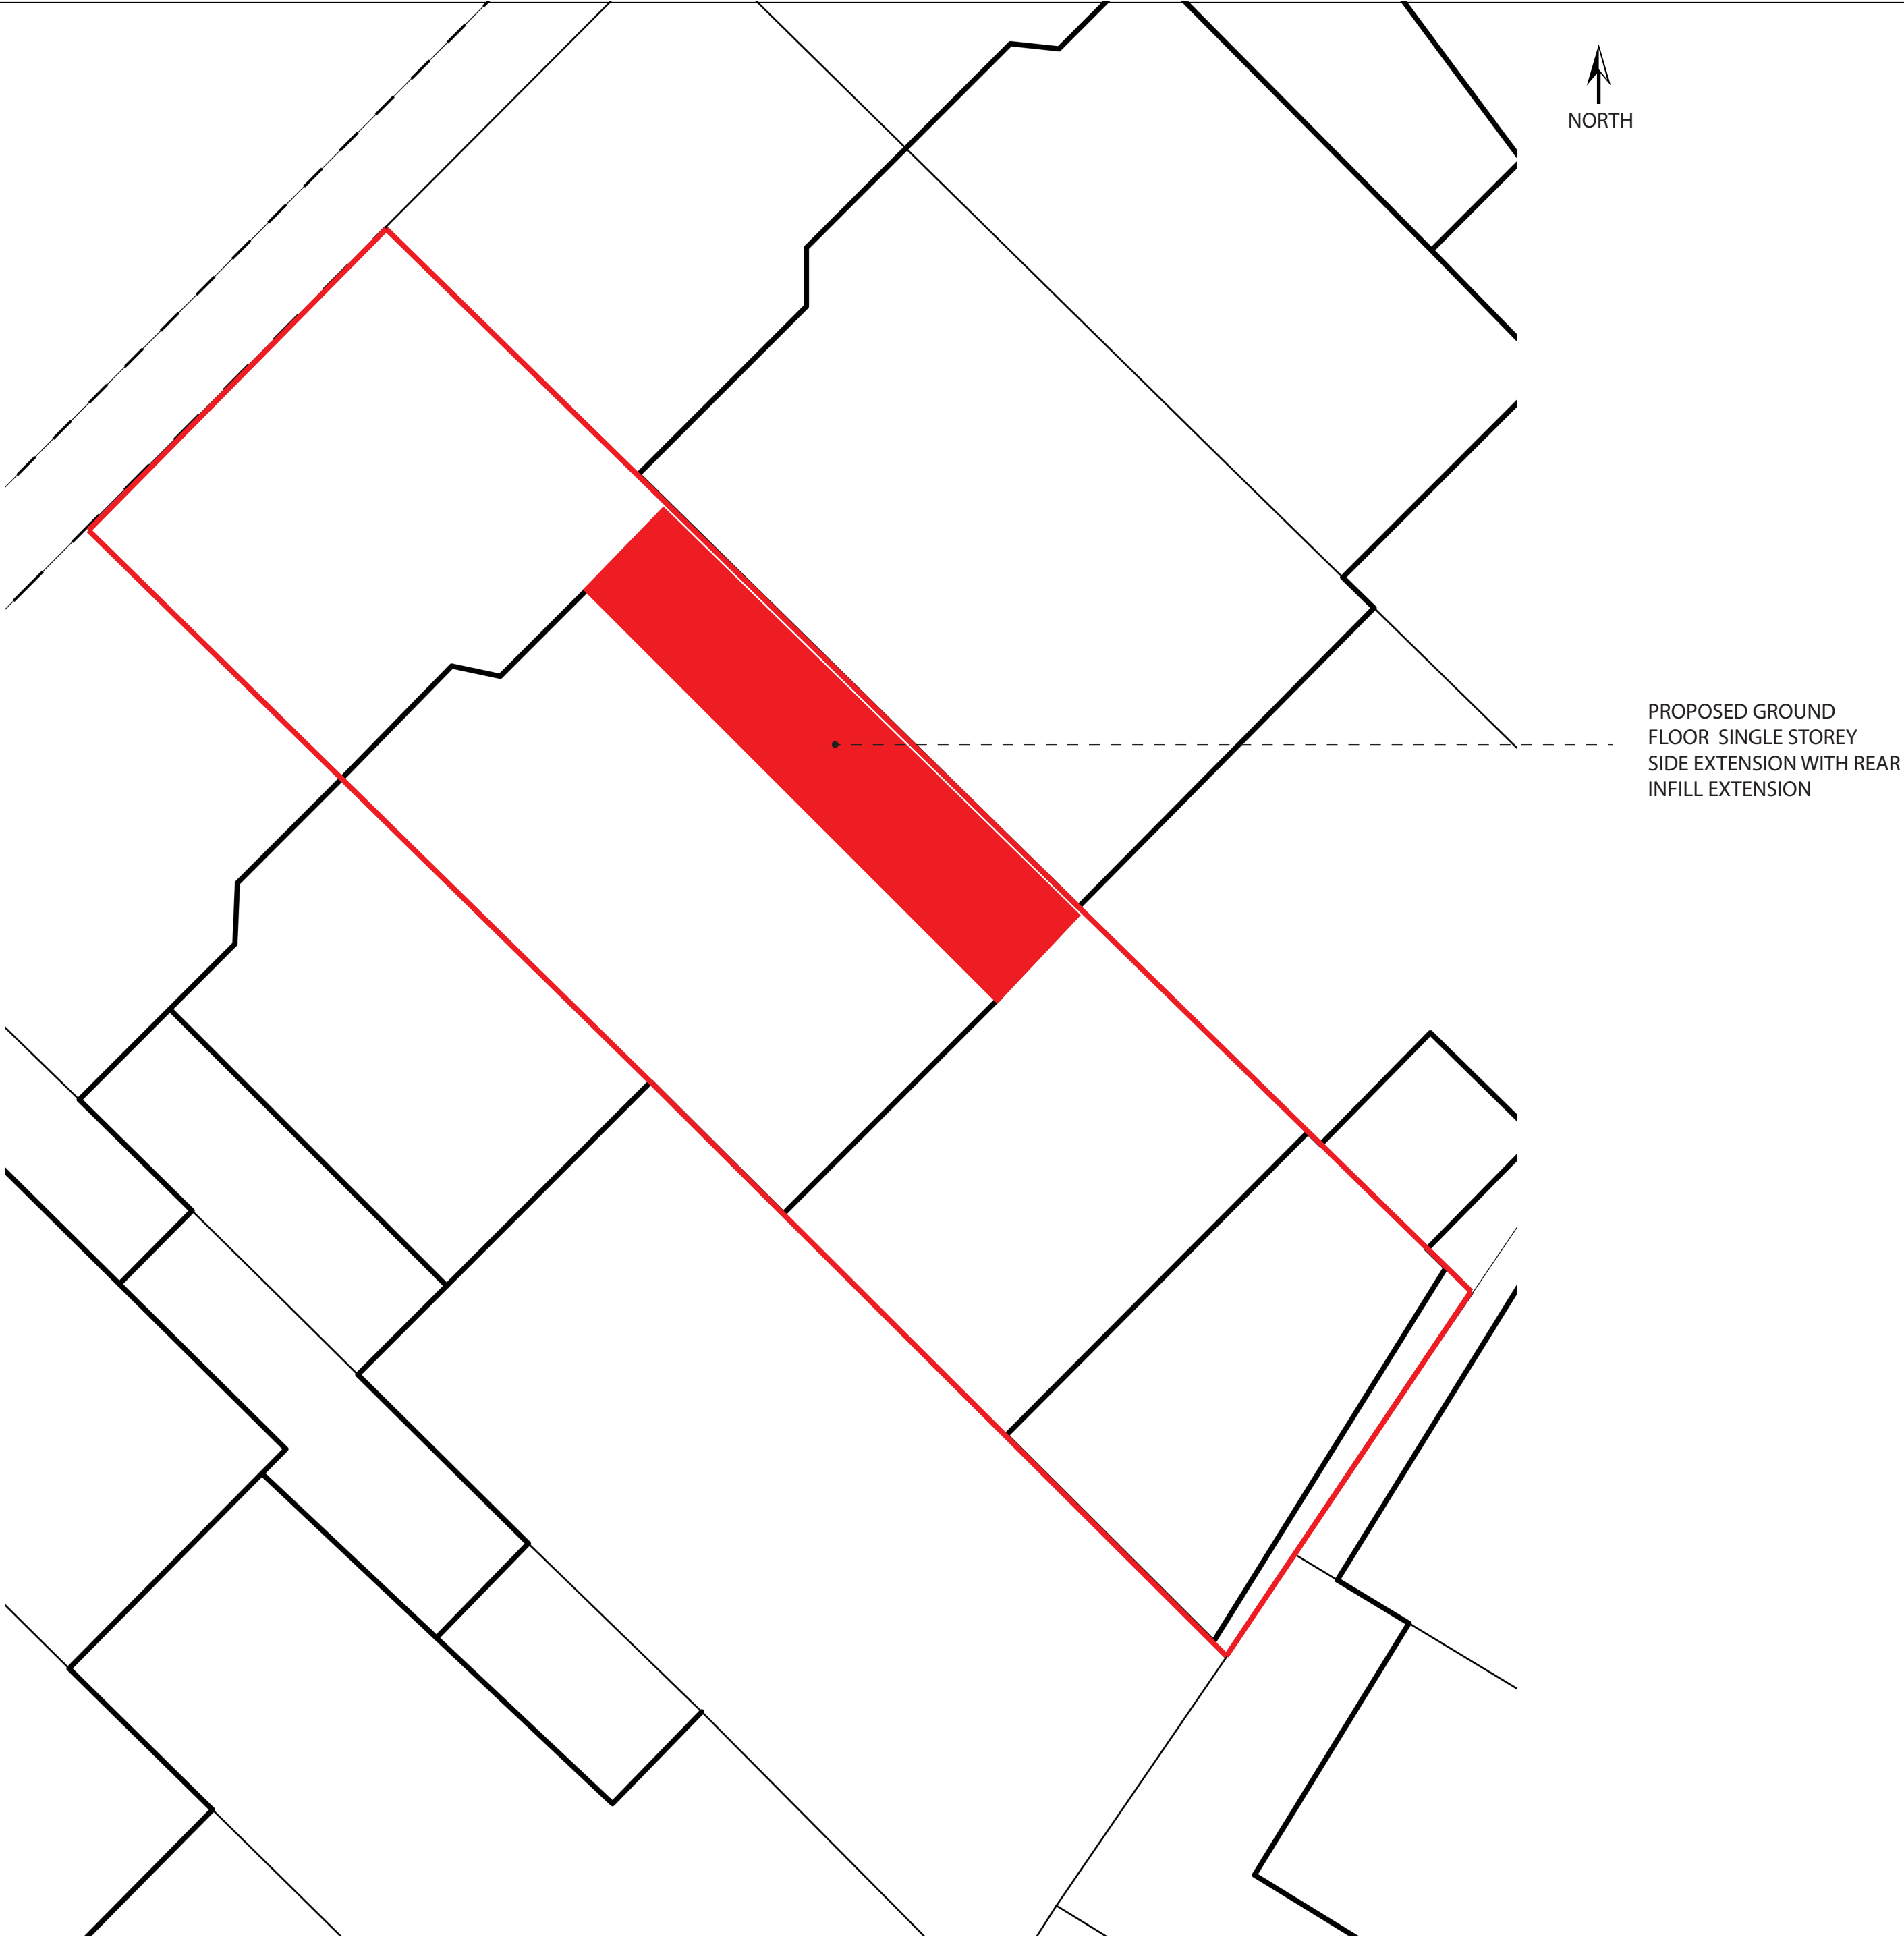 NORTH
PROPOSED GROUND
FLOOR SINGLE STOREY
SIDE EXTENSION WITH REAR
INFILL EXTENSION